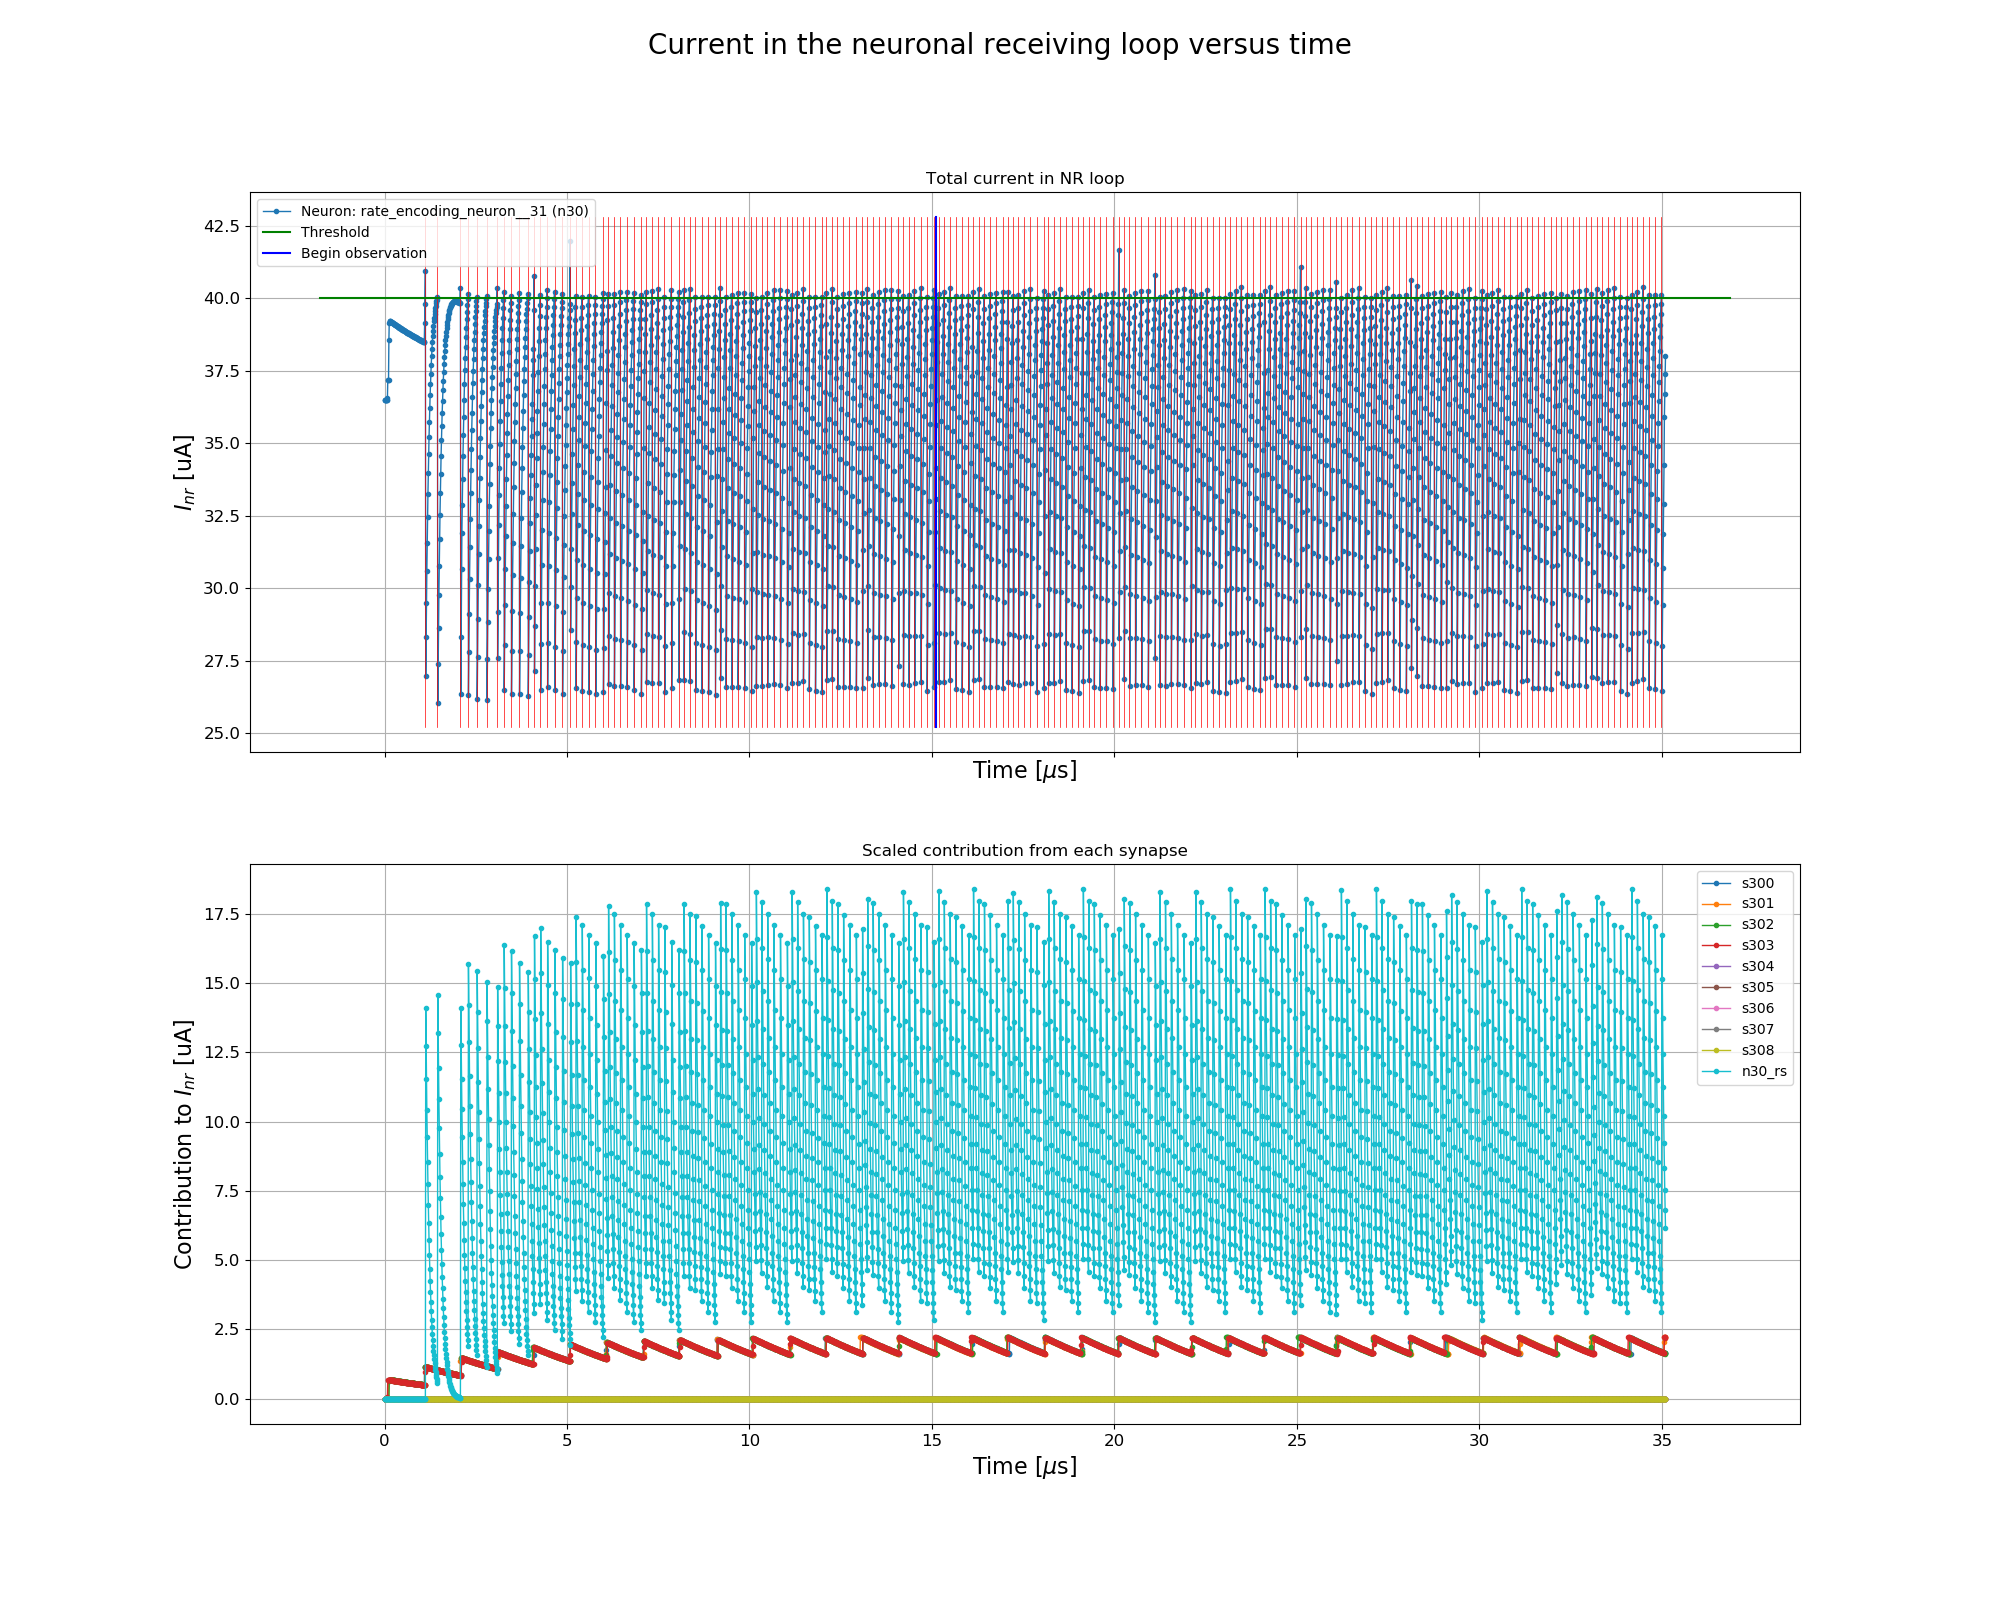 Current in the neuronal receiving loop versus time
Total current in NR loop
Neuron: rate_encoding_neuron__31 (n30)
Threshold
Begin observation
42.5
40.0
37.5
35.0
32.5
30.0
27.5
25.0
I_nr [uA]
Time [μs]
Scaled contribution from each synapse
s300
s301
s302
s303
s304
s305
s306
s307
s308
n30_rs
17.5
15.0
12.5
10.0
7.5
5.0
2.5
0.0
Contribution to I_nr [uA]
0 5 10 15 20 25 30 35
Time [μs]